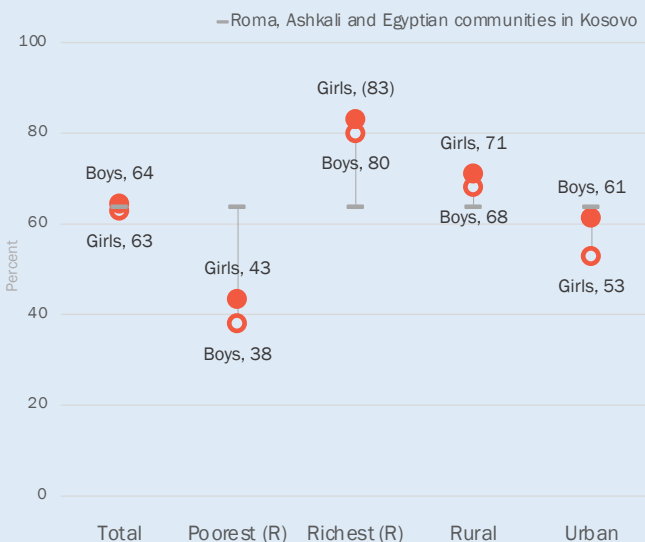 Roma, Ashkali and Egyptian communities in Kosovo
100
Girls, (83)
80
Boys, 80
Girls, 71
Boys, 64
Boys, 61
60
Boys, 68
Girls, 63
Percent
Girls, 43
Girls, 53
40
Boys, 38
20
0
Total
Poorest (R)
Richest (R)
Rural
Urban